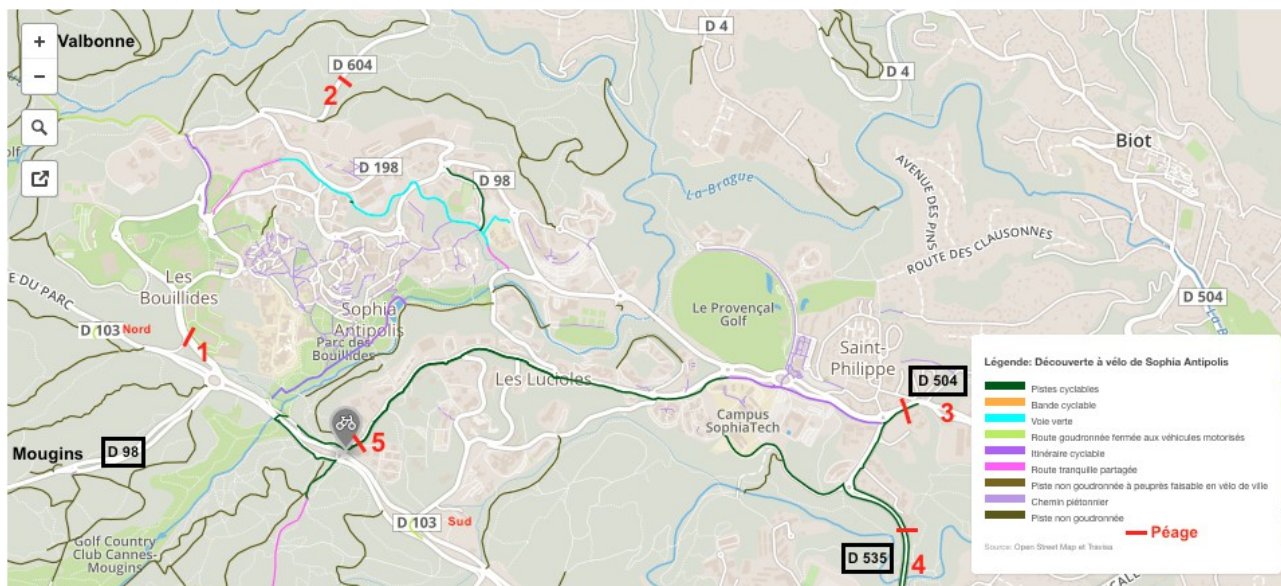 +
Valbonne
−
D 604
2
D 4
D 4
Biot
Golf
D 198
D 98
La-Brague
AVENUE DES PINS
ROUTE DES CLAUSONNES
Les
Bouillides
E DU PARC
Sophia
Antipolis
Parc des
Bouillides
Le Provençal
Golf
D 504
D 103 Nord
1
Saint-
Philippe
Les Lucioles
D 504
3
Campus
SophiaTech
5
Mougins D 98
D 103 Sud
Golf Country
Club Cannes-
Mougins
D 535
4
Légende: Découverte à vélo de Sophia Antipolis
Pistes cyclables
Bande cyclable
Voie verte
Route goudronnée fermée aux véhicules motorisés
Itinéraire cyclable
Route tranquille partagée
Piste non goudronnée à peuprès faisable en vélo de ville
Chemin piétonnier
Piste non goudronnée
Péage
Source: Open Street Map et Travisa